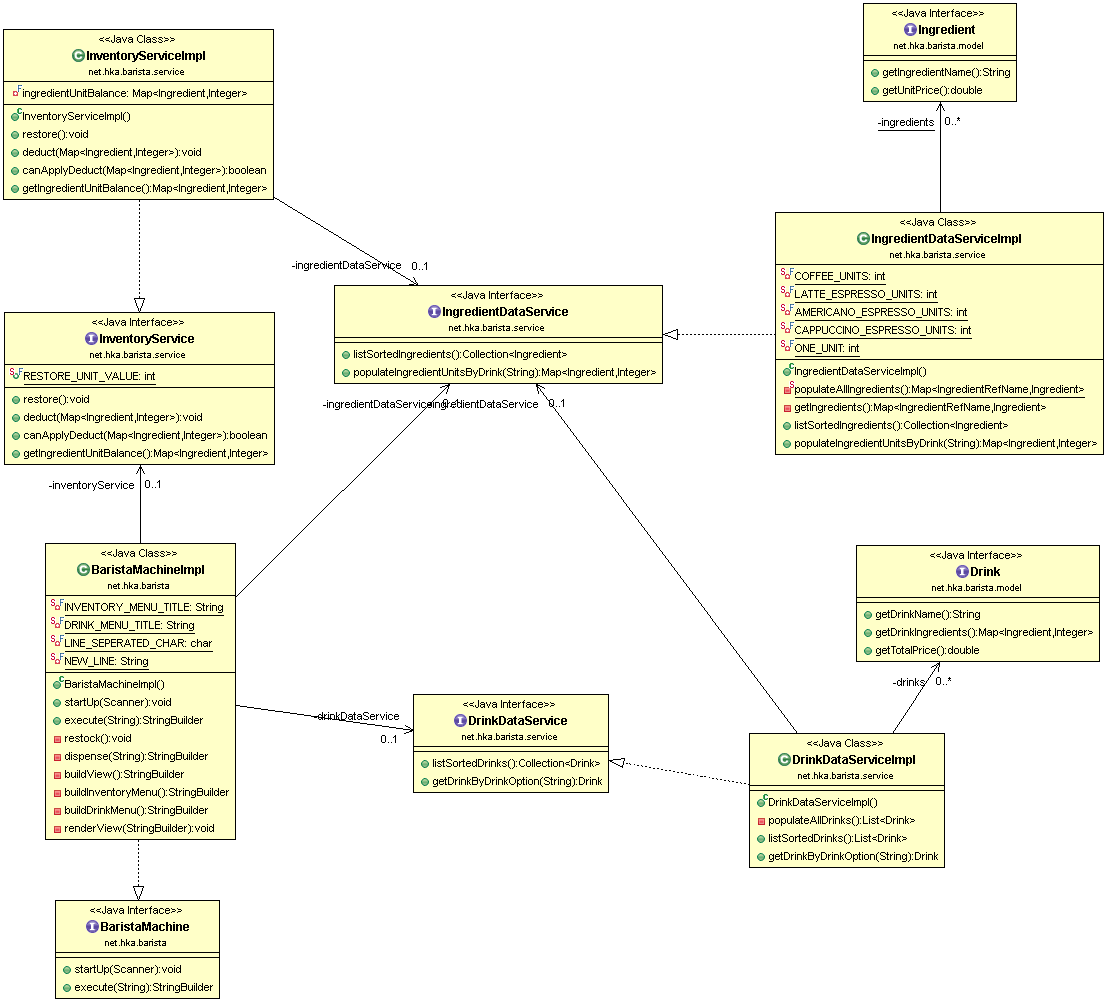 <<Java Class>>
InventoryServiceImpl
net.hka.barista.service
ingredientUnitBalance: Map<Ingredient,Integer>
InventoryServiceImpl()
restore():void
deduct(Map<Ingredient,Integer>):void
canApplyDeduct(Map<Ingredient,Integer>):boolean
getIngredientUnitBalance():Map<Ingredient,Integer>
<<Java Interface>>
Ingredient
net.hka.barista.model
getIngredientName():String
getUnitPrice():double
-ingredients
0..*
<<Java Class>>
IngredientDataServiceImpl
net.hka.barista.service
COFFEE_UNITS: int
LATTE_ESPRESSO_UNITS: int
AMERICANO_ESPRESSO_UNITS: int
CAPPUCCINO_ESPRESSO_UNITS: int
ONE_UNIT: int
IngredientDataServiceImpl()
populateAllIngredients():Map<IngredientRefName,Ingredient>
getIngredients():Map<IngredientRefName,Ingredient>
listSortedIngredients():Collection<Ingredient>
populateIngredientUnitsByDrink(String):Map<Ingredient,Integer>
-ingredientDataService
0..1
<<Java Interface>>
IngredientDataService
net.hka.barista.service
listSortedIngredients():Collection<Ingredient>
populateIngredientUnitsByDrink(String):Map<Ingredient,Integer>
<<Java Interface>>
InventoryService
net.hka.barista.service
RESTORE_UNIT_VALUE: int
restore():void
deduct(Map<Ingredient,Integer>):void
canApplyDeduct(Map<Ingredient,Integer>):boolean
getIngredientUnitBalance():Map<Ingredient,Integer>
-ingredientDataService
-ingredientDataService
0..1
-inventoryService
0..1
<<Java Class>>
BaristaMachineImpl
net.hka.barista
INVENTORY_MENU_TITLE: String
DRINK_MENU_TITLE: String
LINE_SEPERATED_CHAR: char
NEW_LINE: String
BaristaMachineImpl()
startUp(Scanner):void
execute(String):StringBuilder
restock():void
dispense(String):StringBuilder
buildView():StringBuilder
buildInventoryMenu():StringBuilder
buildDrinkMenu():StringBuilder
renderView(StringBuilder):void
<<Java Interface>>
Drink
net.hka.barista.model
getDrinkName():String
getDrinkIngredients():Map<Ingredient,Integer>
getTotalPrice():double
-drinks
0..*
-drinkDataService
0..1
<<Java Interface>>
DrinkDataService
net.hka.barista.service
listSortedDrinks():Collection<Drink>
getDrinkByDrinkOption(String):Drink
<<Java Class>>
DrinkDataServiceImpl
net.hka.barista.service
DrinkDataServiceImpl()
populateAllDrinks():List<Drink>
listSortedDrinks():List<Drink>
getDrinkByDrinkOption(String):Drink
<<Java Interface>>
BaristaMachine
net.hka.barista
startUp(Scanner):void
execute(String):StringBuilder